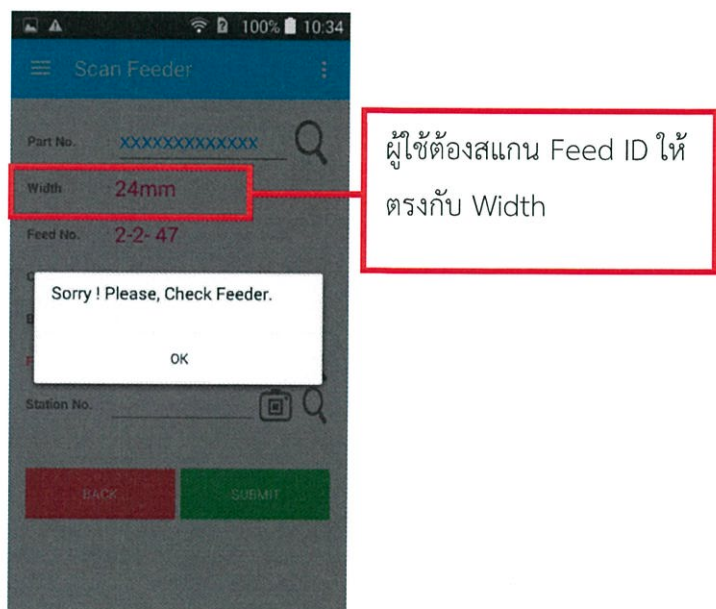 100% 10:34
Scan Feeder
Part No. XXXXXXXXXXXXX
Width 24mm
Feed No. 2-2- 47
Sorry ! Please, Check Feeder.
OK
Station No.
BACK
SUBMIT
ผู้ใช้ต้องสแกน Feed ID ให้
ตรงกับ Width